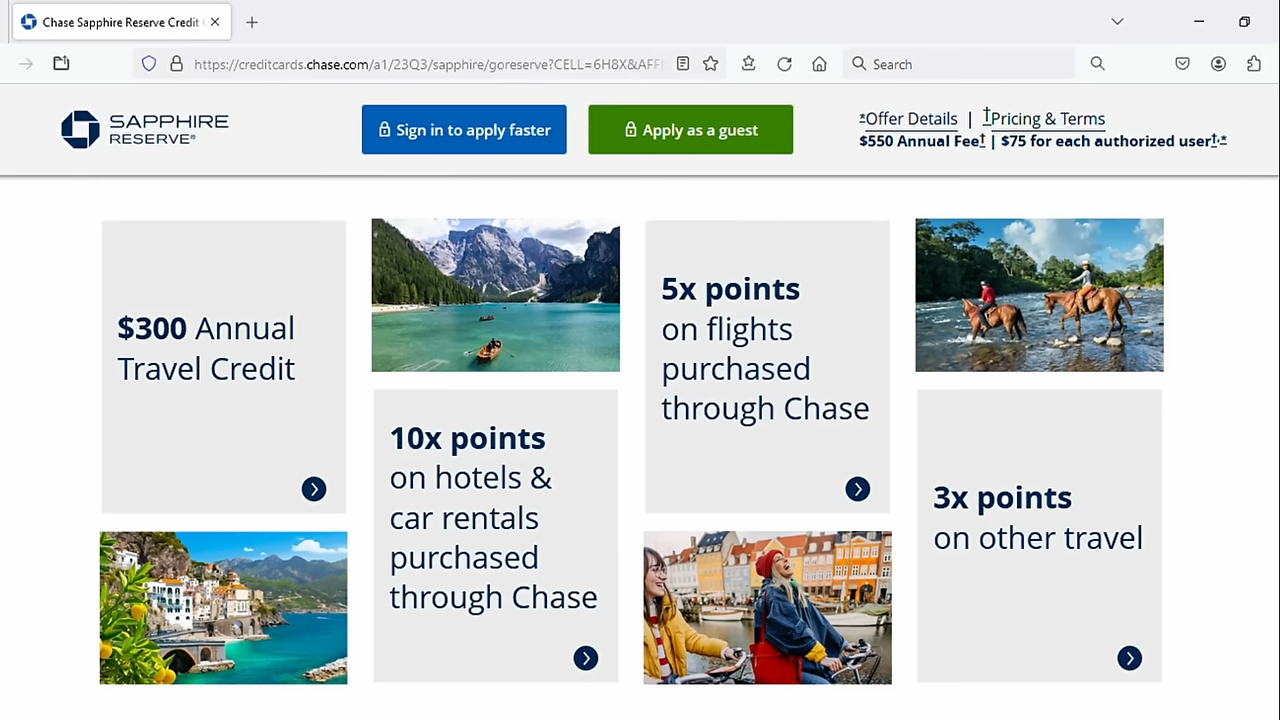 Chase Sapphire Reserve Credit
https://creditcards.chase.com/a1/23Q3/sapphire/goreserve?CELL=6H8X&AFF
Search
SAPPHIRE
RESERVE®
Sign in to apply faster
Apply as a guest
*Offer Details | †Pricing & Terms
$550 Annual Fee† | $75 for each authorized user†,*
$300 Annual
Travel Credit
10x points
on hotels &
car rentals
purchased
through Chase
5x points
on flights
purchased
through Chase
3x points
on other travel